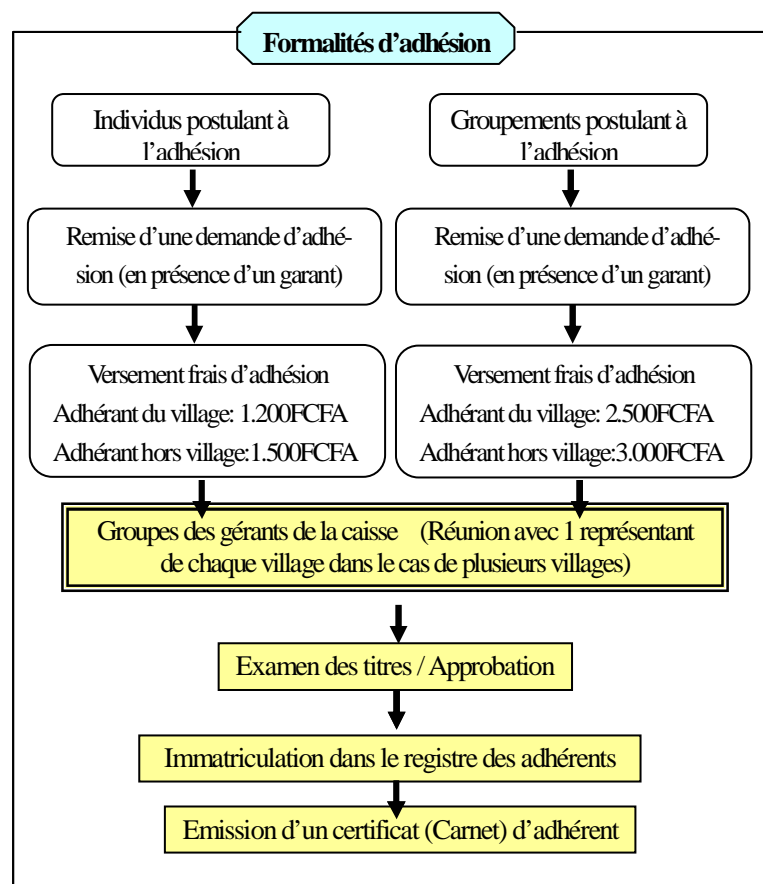 Formalités d'adhésion
Individus postulant à
l'adhésion
Groupements postulant à
l'adhésion
Remise d'une demande d'adhé-
sion (en présence d'un garant)
Remise d'une demande d'adhé-
sion (en présence d'un garant)
Versement frais d'adhésion
Adhérant du village: 1.200FCFA
Adhérant hors village:1.500FCFA
Versement frais d'adhésion
Adhérant du village: 2.500FCFA
Adhérant hors village:3.000FCFA
Groupes des gérants de la caisse (Réunion avec 1 représentant
de chaque village dans le cas de plusieurs villages)
Examen des titres / Approbation
Immatriculation dans le registre des adhérents
Emission d'un certificat (Carnet) d'adhérent